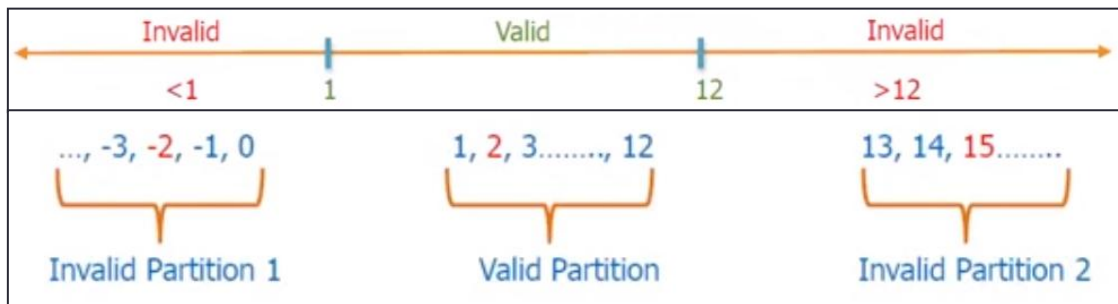 Invalid Valid Invalid
<1 1 12 >12
..., -3, -2, -1, 0 1, 2, 3........, 12 13, 14, 15........
Invalid Partition 1 Valid Partition Invalid Partition 2